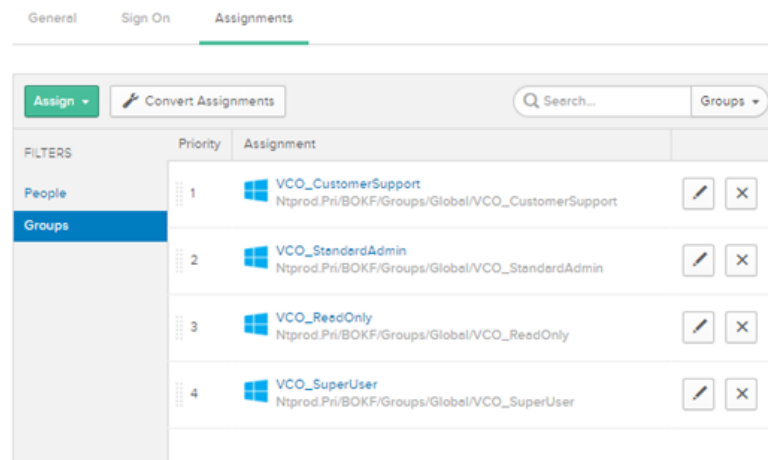 General Sign On Assignments
Assign Convert Assignments Search... Groups
FILTERS Priority Assignment
People
Groups
1 VCO_CustomerSupport
Ntprod.Pri/BOKF/Groups/Global/VCO_CustomerSupport
2 VCO_StandardAdmin
Ntprod.Pri/BOKF/Groups/Global/VCO_StandardAdmin
3 VCO_ReadOnly
Ntprod.Pri/BOKF/Groups/Global/VCO_ReadOnly
4 VCO_SuperUser
Ntprod.Pri/BOKF/Groups/Global/VCO_SuperUser